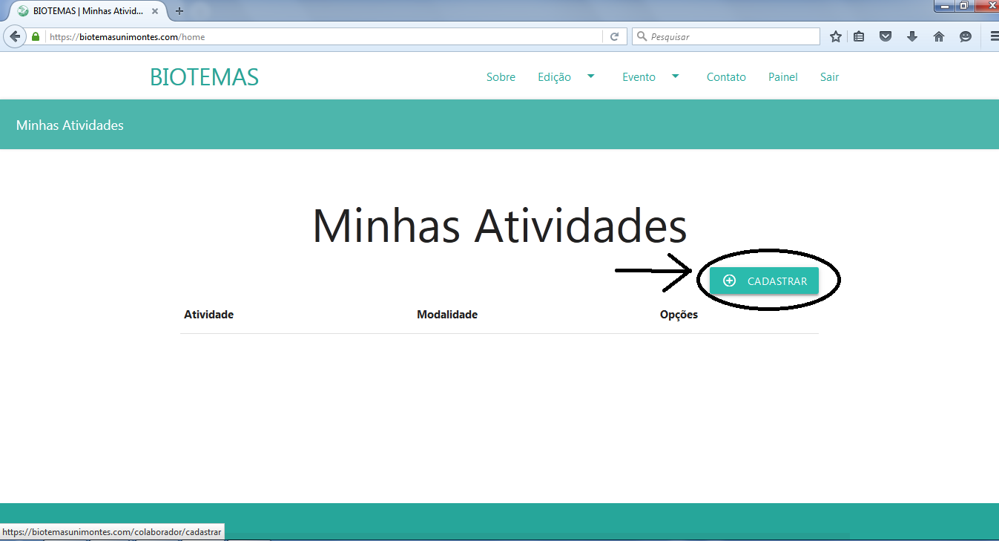 BIOTEMAS | Minhas Ativid...
https://biotemasunimontes.com/home
Pesquisar
BIOTEMAS
Sobre Edição Evento Contato Painel Sair
Minhas Atividades
Minhas Atividades
CADASTRAR
Atividade Modalidade Opções
https://biotemasunimontes.com/colaborador/cadastrar